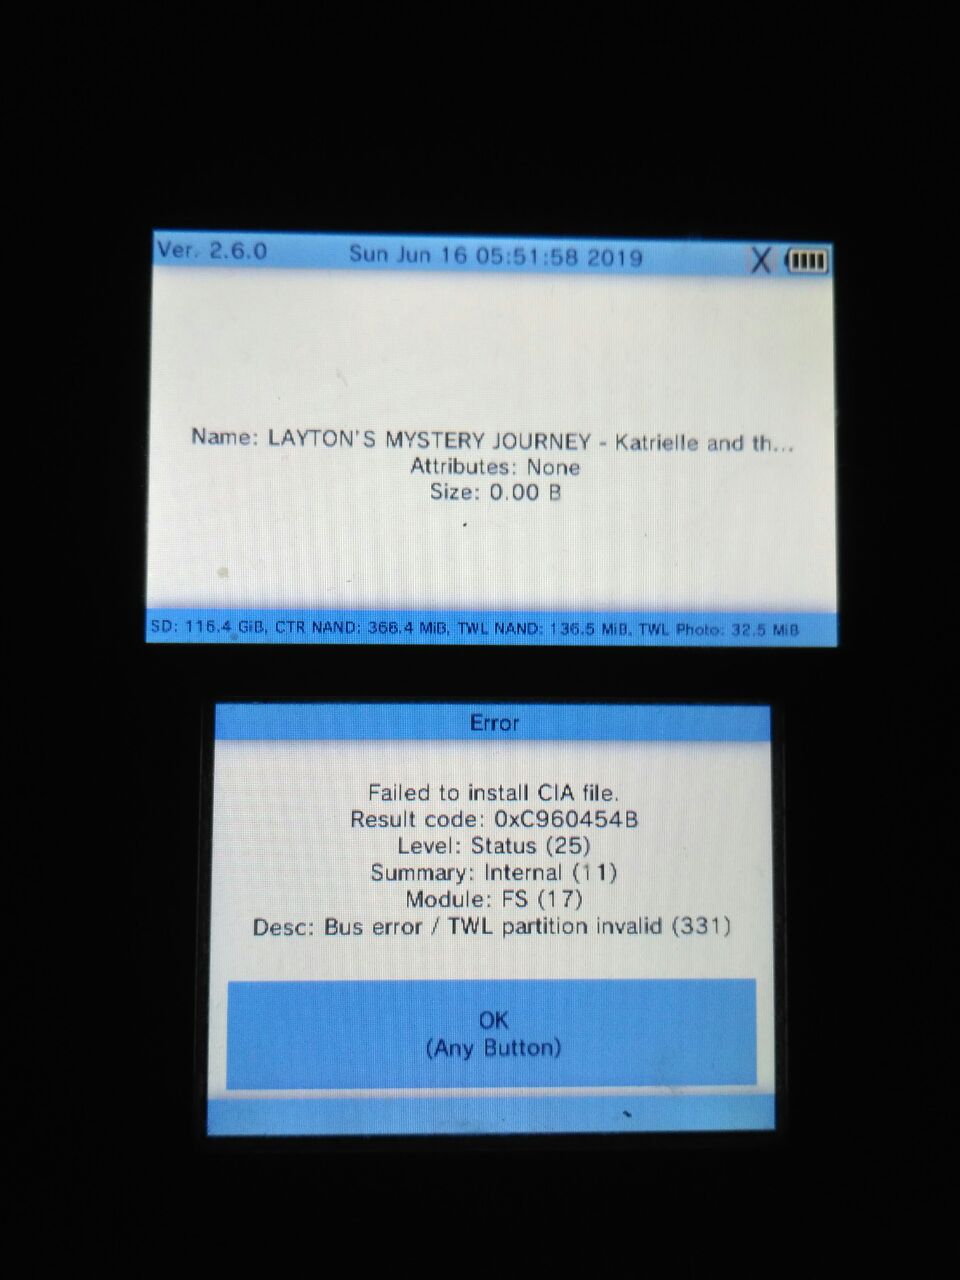 Ver. 2.6.0 Sun Jun 16 05:51:58 2019 X
Name: LAYTON'S MYSTERY JOURNEY - Katrielle and th...
Attributes: None
Size: 0.00 B
SD: 116.4 GiB, CTR NAND: 366.4 MiB, TWL NAND: 136.5 MiB, TWL Photo: 32.5 MiB
Error
Failed to install CIA file.
Result code: 0xC960454B
Level: Status (25)
Summary: Internal (11)
Module: FS (17)
Desc: Bus error / TWL partition invalid (331)
OK
(Any Button)